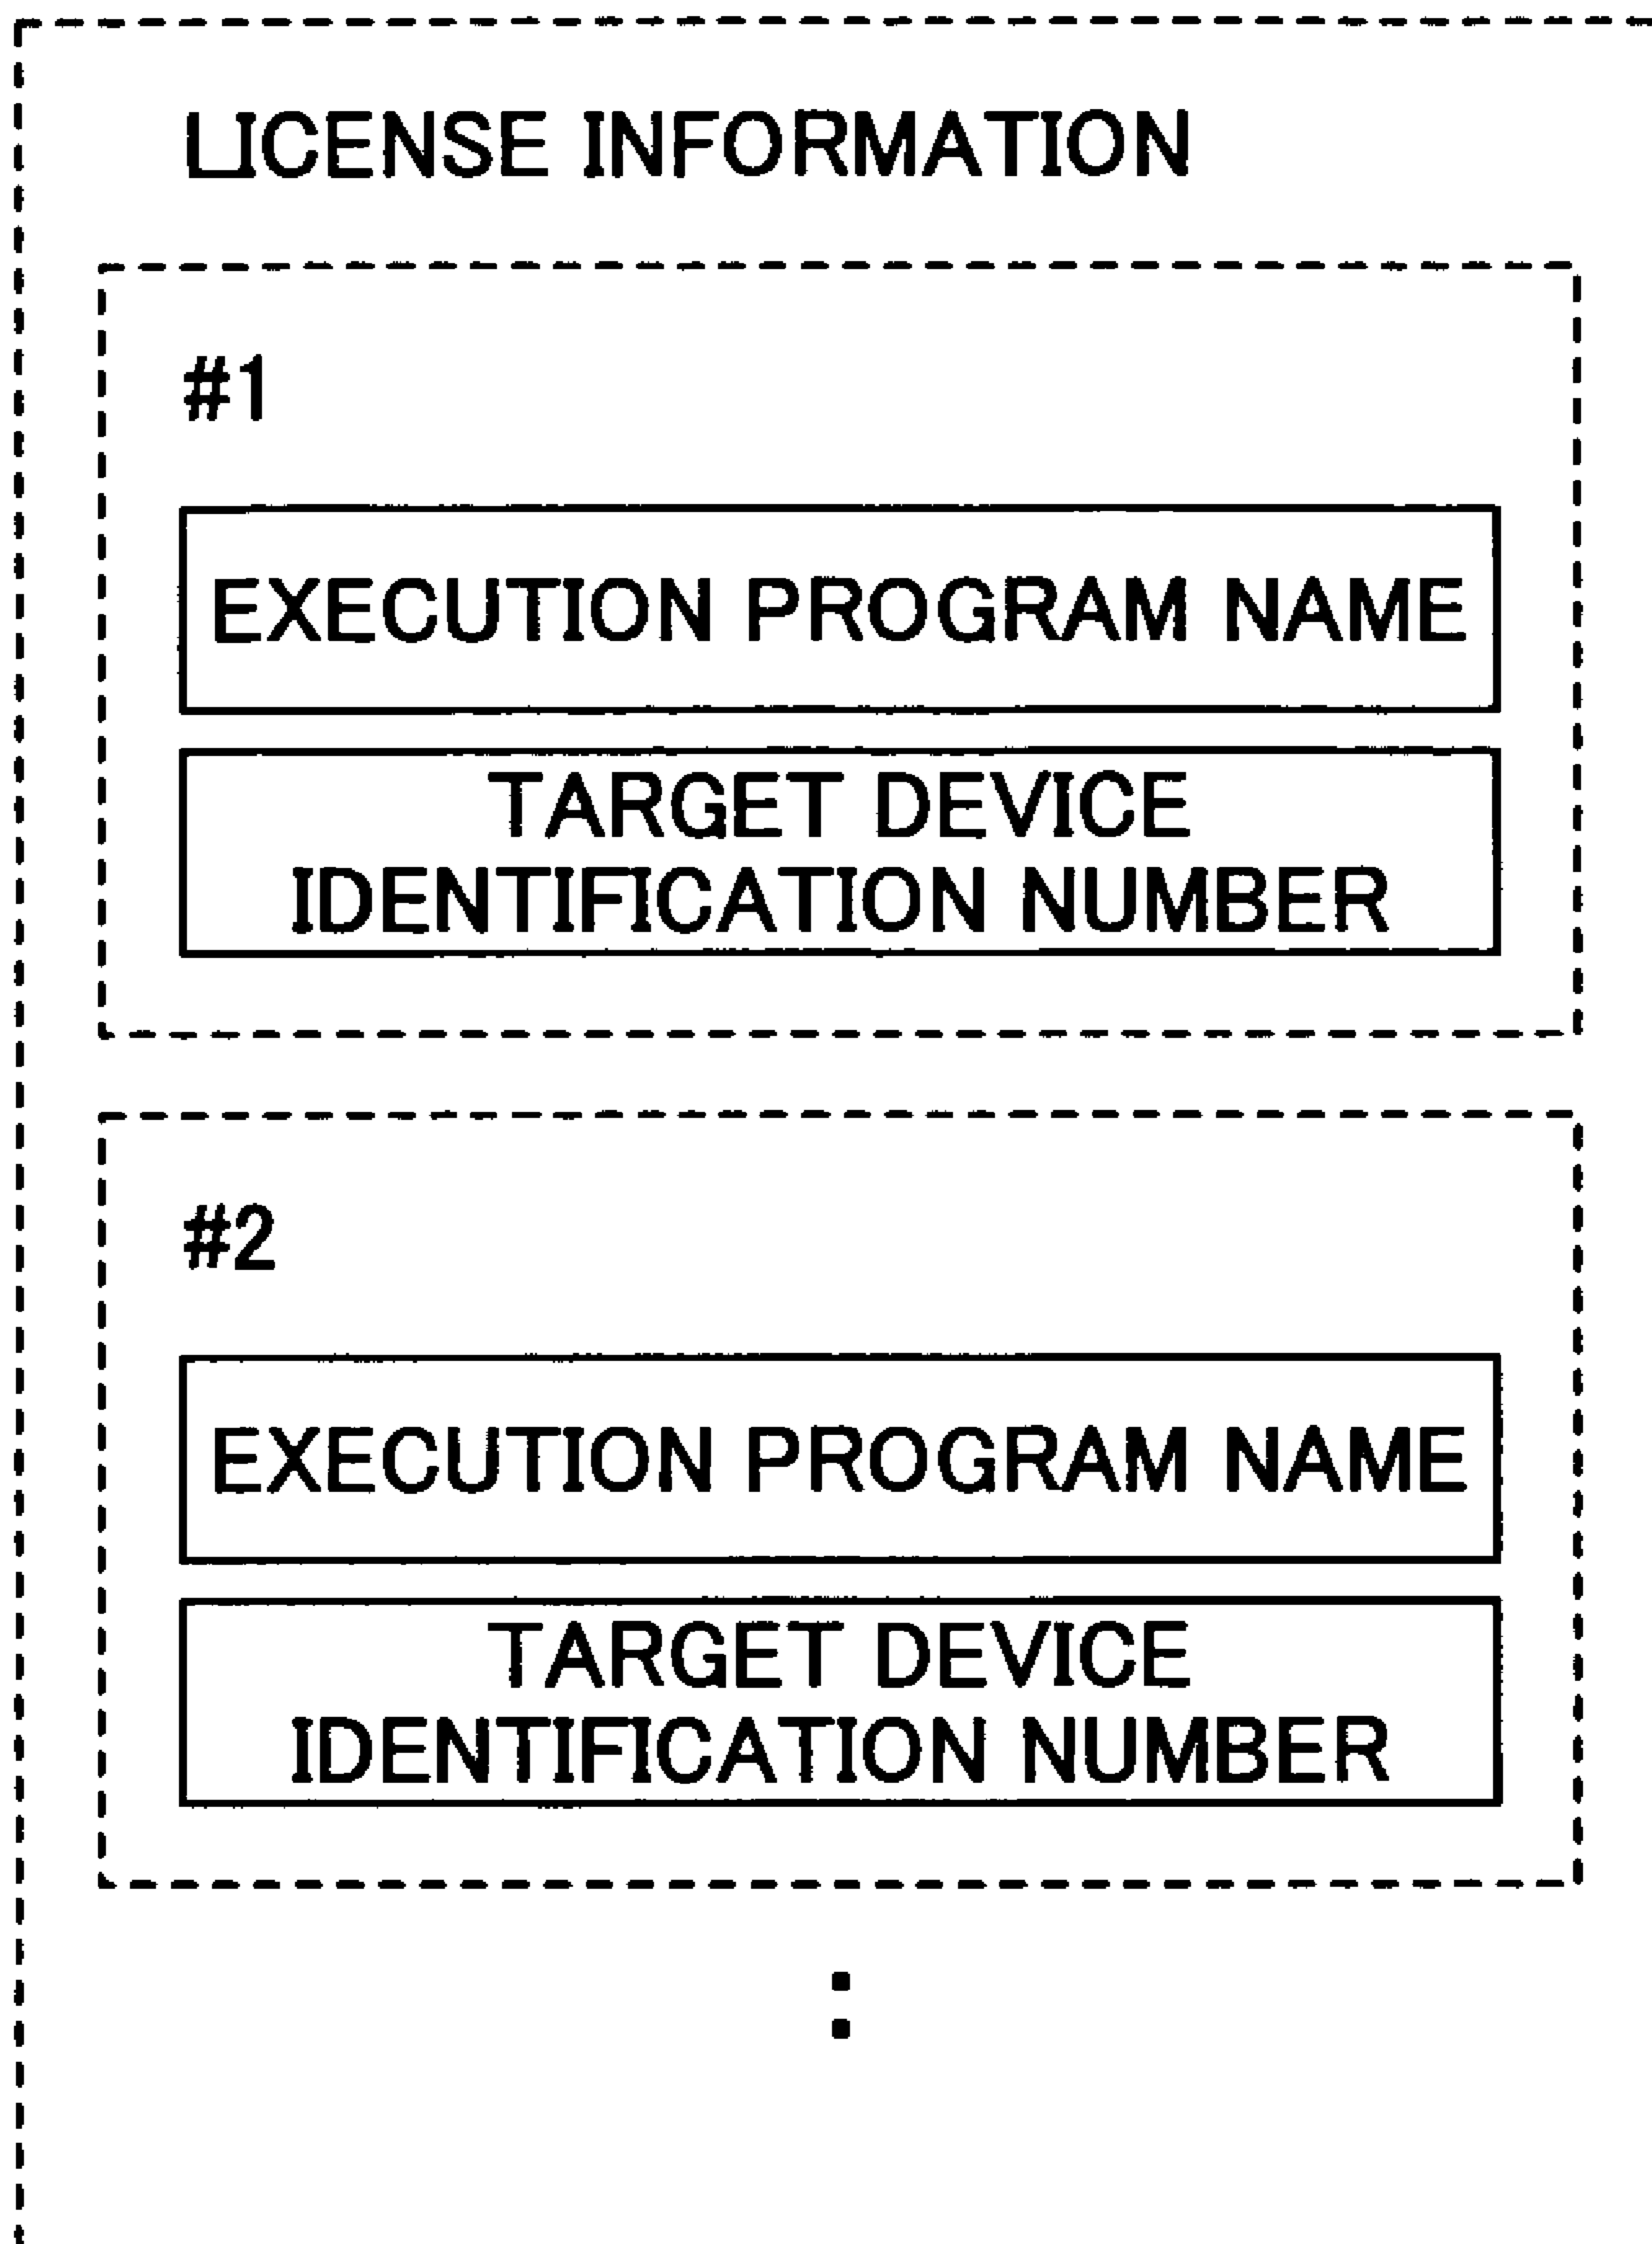 LICENSE INFORMATION
#1
EXECUTION PROGRAM NAME
TARGET DEVICE
IDENTIFICATION NUMBER
#2
EXECUTION PROGRAM NAME
TARGET DEVICE
IDENTIFICATION NUMBER
: